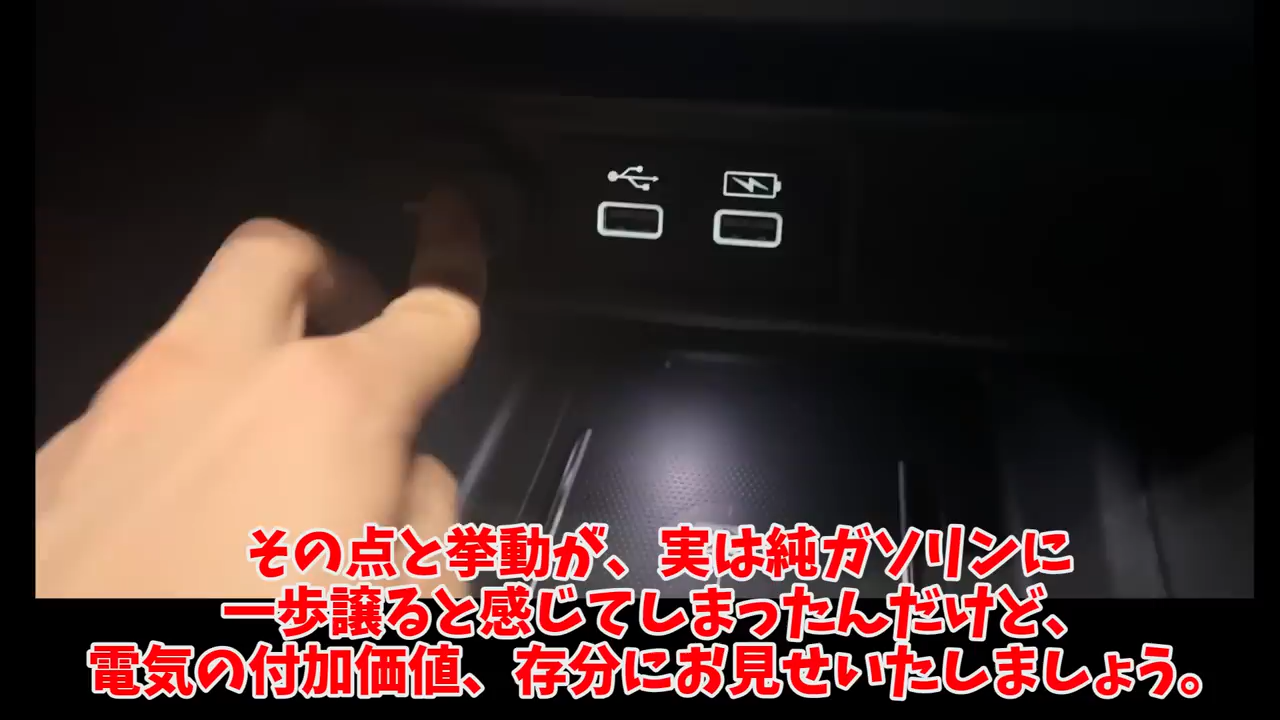 その点と挙動が、実は純ガソリンに
一歩譲ると感じてしまったんだけど、
電気の付加価値、存分にお見せいたしましょう。